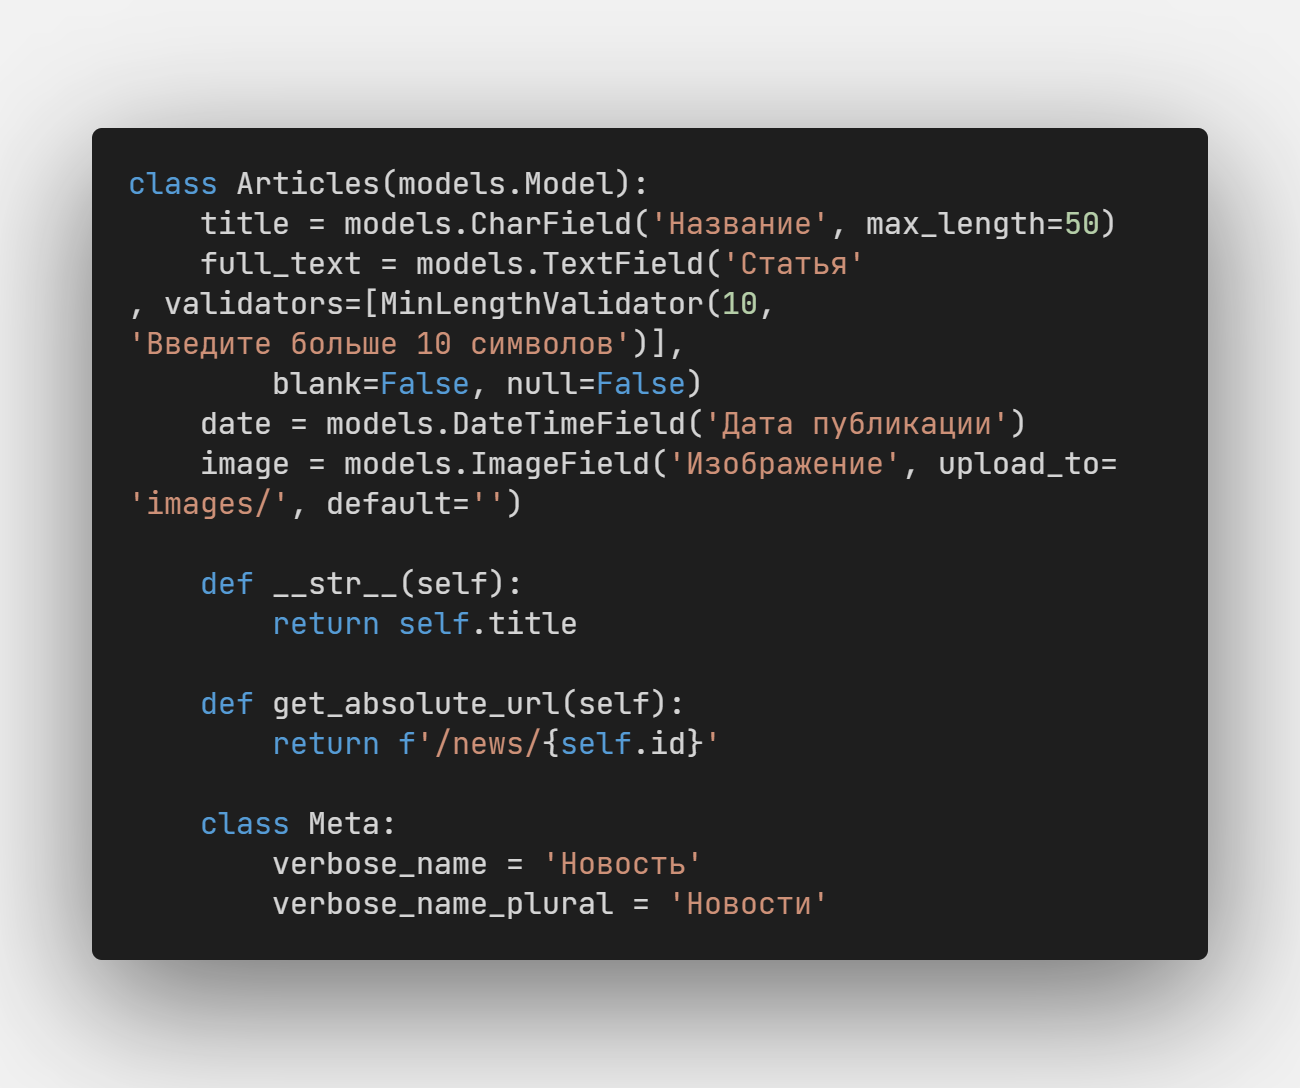 class Articles(models.Model):
    title = models.CharField('Название', max_length=50)
    full_text = models.TextField('Статья'
, validators=[MinLengthValidator(10,
'Введите больше 10 символов')],
        blank=False, null=False)
    date = models.DateTimeField('Дата публикации')
    image = models.ImageField('Изображение', upload_to=
'images/', default='')

    def __str__(self):
        return self.title

    def get_absolute_url(self):
        return f'/news/{self.id}'

    class Meta:
        verbose_name = 'Новость'
        verbose_name_plural = 'Новости'